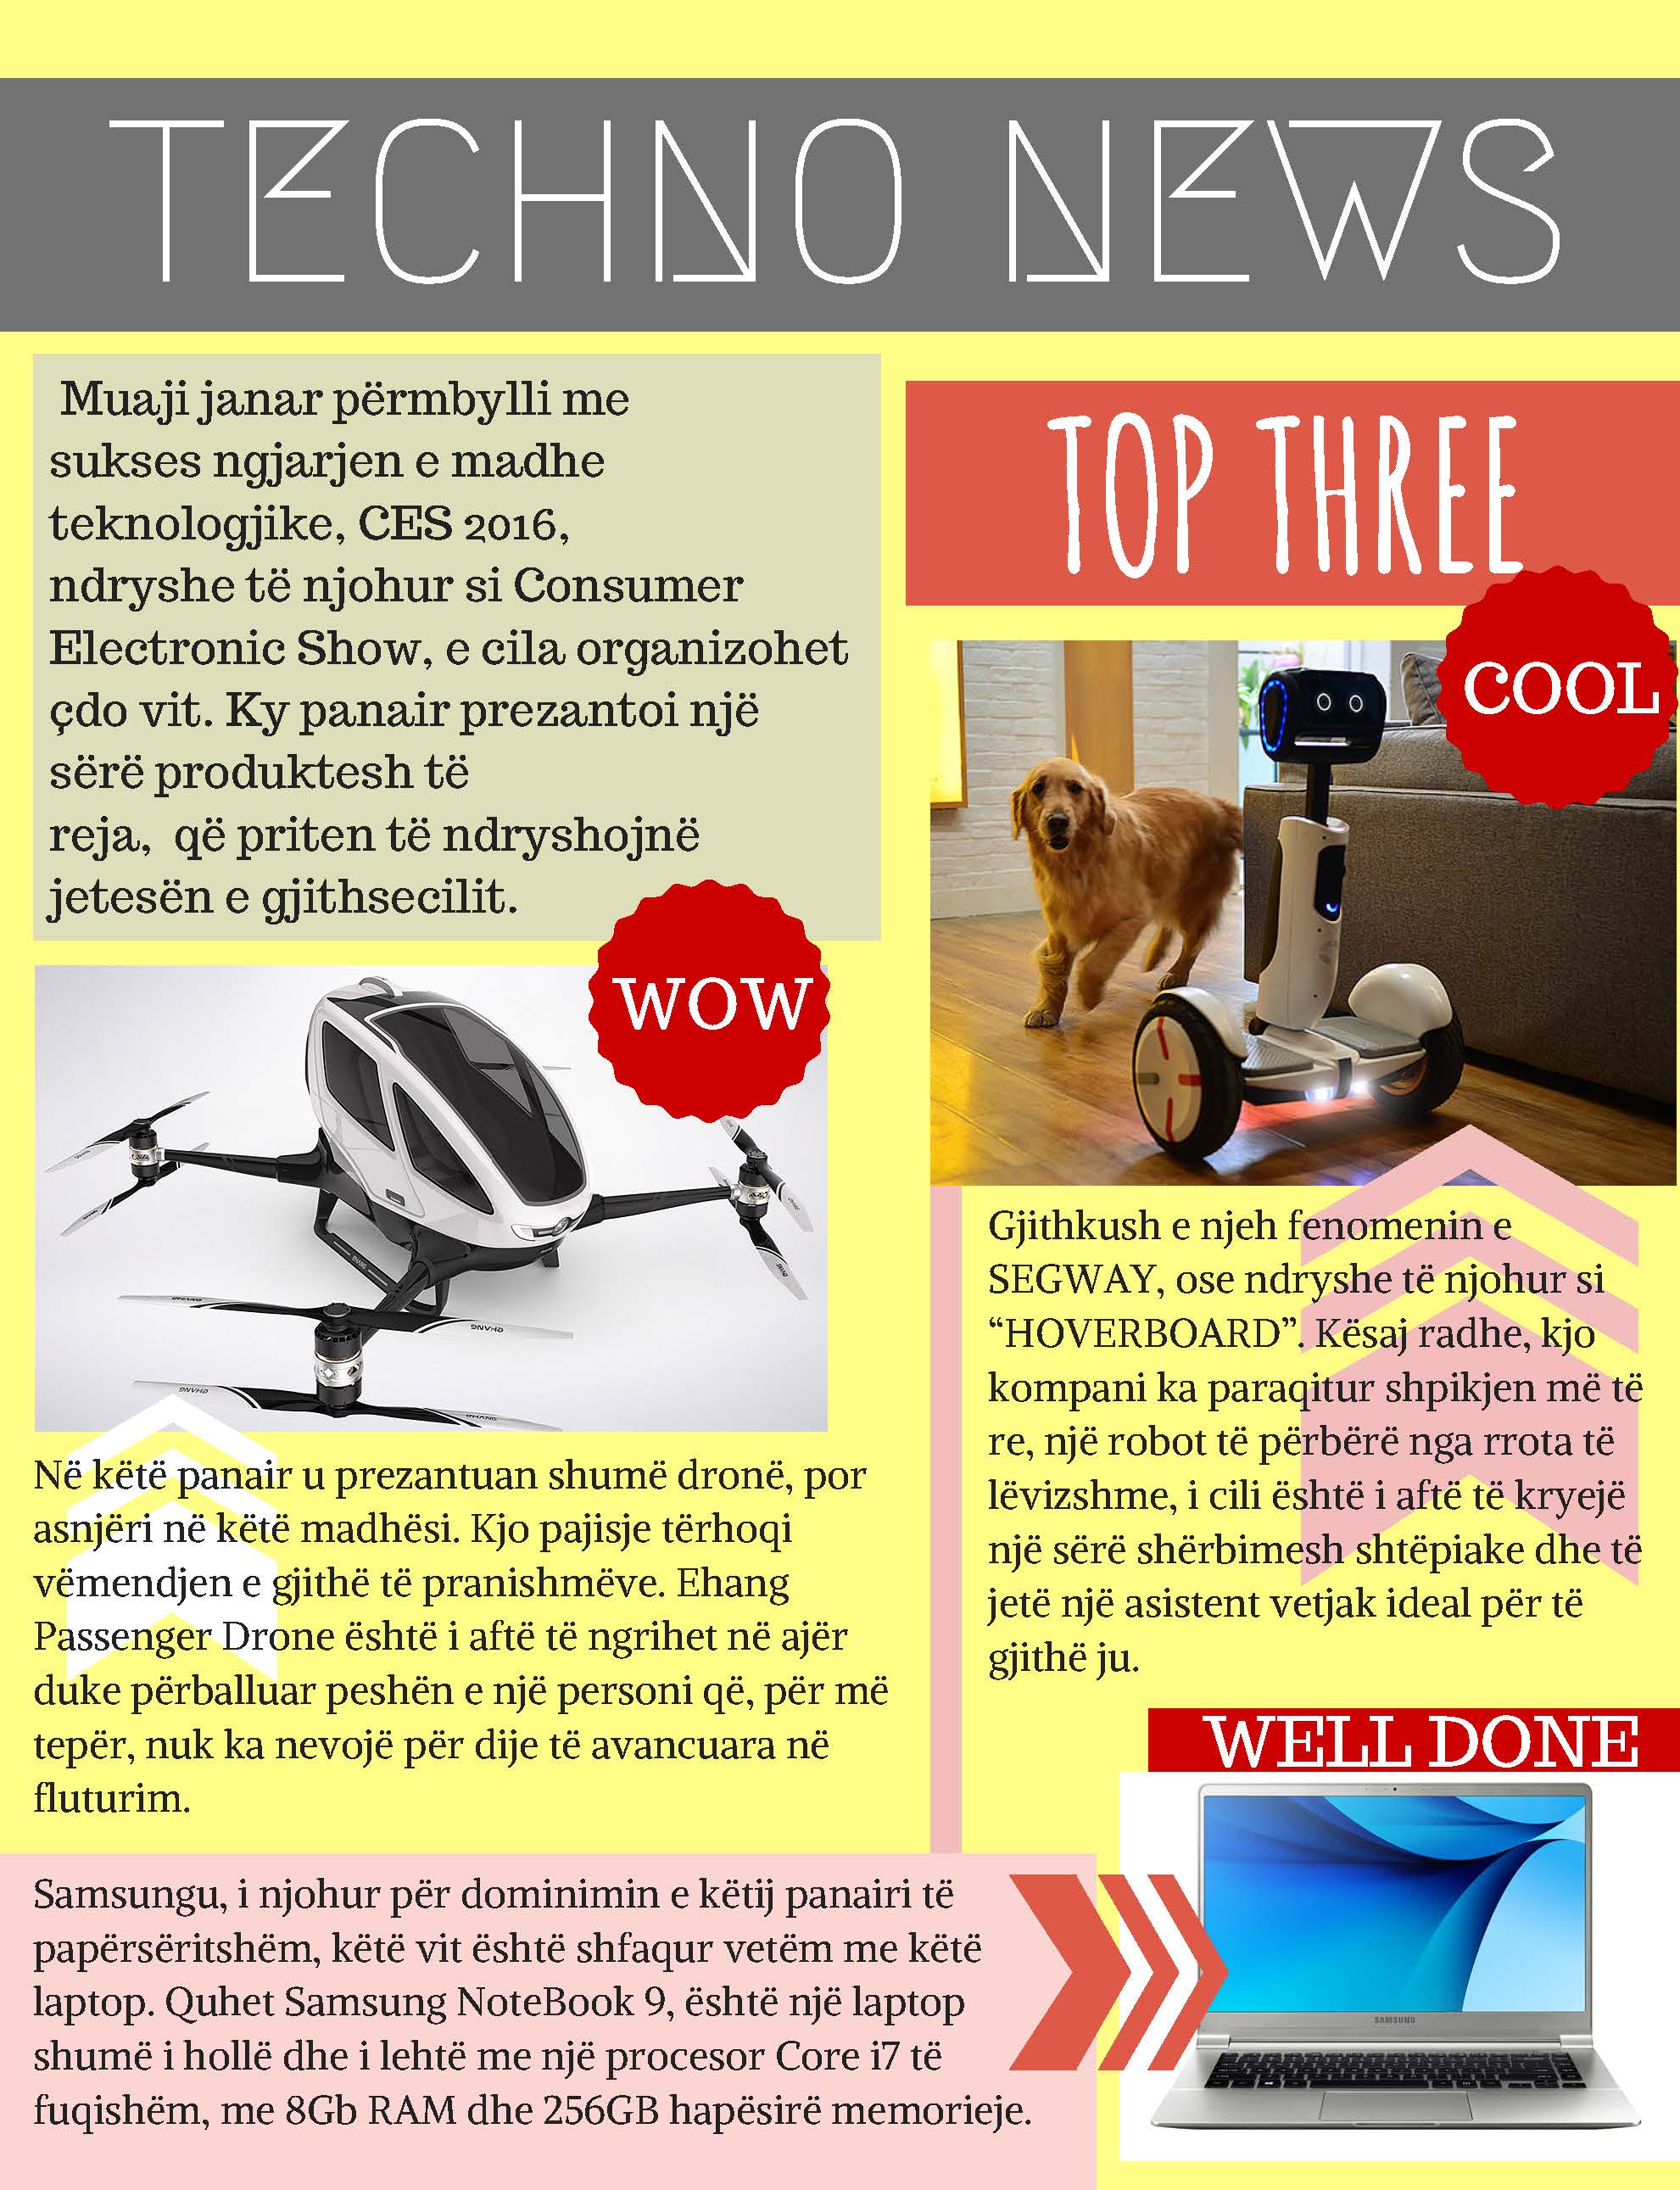 TECHNO NEWS
Muaji janar përmbylli me
sukses ngjarjen e madhe
teknologjike, CES 2016,
ndryshe të njohur si Consumer
Electronic Show, e cila organizohet
çdo vit. Ky panair prezantoi një
sërë produktesh të
reja, që priten të ndryshojnë
jetesën e gjithsecilit.
TOP THREE
COOL
WOW
EHANG
EHANG
Në këtë panair u prezantuan shumë dronë, por
asnjëri në këtë madhësi. Kjo pajisje tërhoqi
vëmendjen e gjithë të pranishmëve. Ehang
Passenger Drone është i aftë të ngrihet në ajër
duke përballuar peshën e një personi që, për më
tepër, nuk ka nevojë për dije të avancuara në
fluturim.
Gjithkush e njeh fenomenin e
SEGWAY, ose ndryshe të njohur si
“HOVERBOARD”. Kësaj radhe, kjo
kompani ka paraqitur shpikjen më të
re, një robot të përbërë nga rrota të
lëvizshme, i cili është i aftë të kryejë
një sërë shërbimesh shtëpiake dhe të
jetë një asistent vetjak ideal për të
gjithë ju.
WELL DONE
SAMSUNG
Samsungu, i njohur për dominimin e këtij panairi të
papërsëritshëm, këtë vit është shfaqur vetëm me këtë
laptop. Quhet Samsung NoteBook 9, është një laptop
shumë i hollë dhe i lehtë me një procesor Core i7 të
fuqishëm, me 8Gb RAM dhe 256GB hapësirë memorieje.